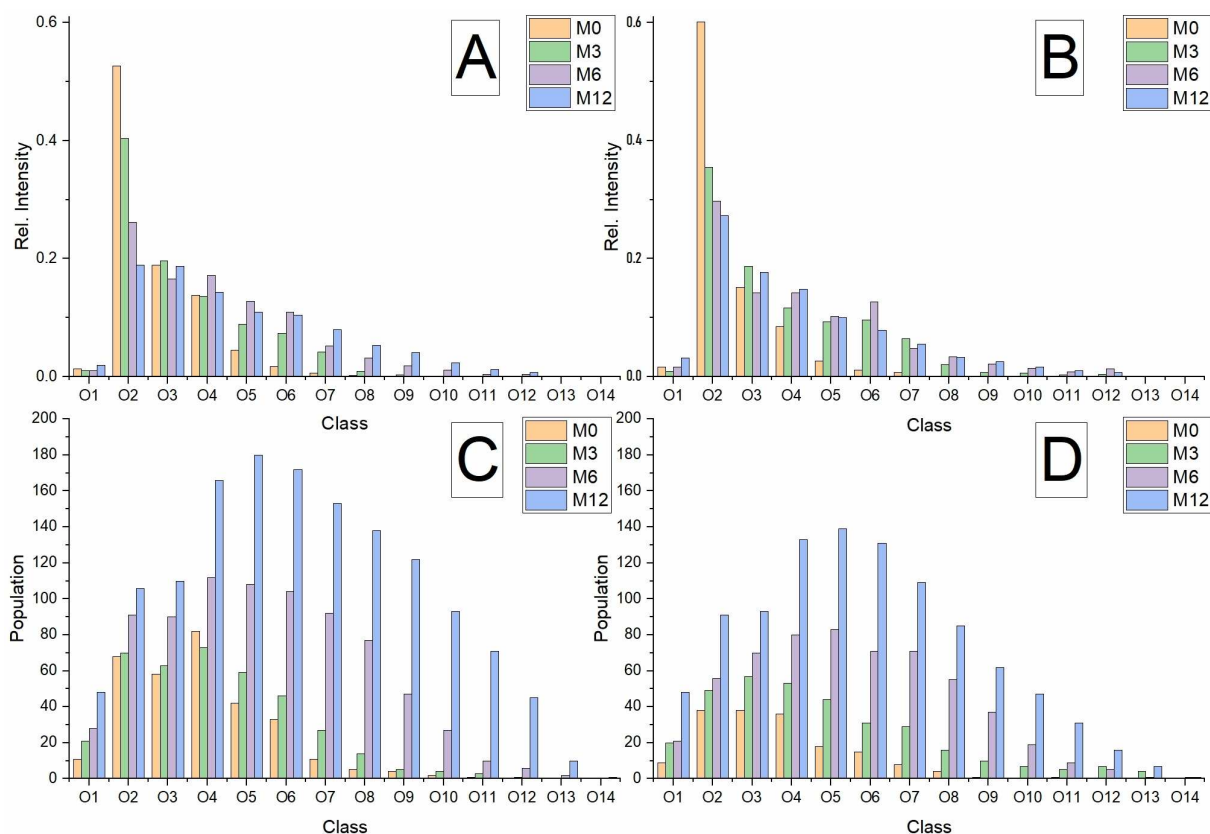 A
M0
M3
M6
M12
Rel. Intensity
0.6
0.4
0.2
0.0
O1 O2 O3 O4 O5 O6 O7 O8 O9 O10 O11 O12 O13 O14
Class
B
M0
M3
M6
M12
Rel. Intensity
0.6
0.4
0.2
0.0
O1 O2 O3 O4 O5 O6 O7 O8 O9 O10 O11 O12 O13 O14
Class
C
M0
M3
M6
M12
Population
200
180
160
140
120
100
80
60
40
20
0
O1 O2 O3 O4 O5 O6 O7 O8 O9 O10 O11 O12 O13 O14
Class
D
M0
M3
M6
M12
Population
200
180
160
140
120
100
80
60
40
20
0
O1 O2 O3 O4 O5 O6 O7 O8 O9 O10 O11 O12 O13 O14
Class